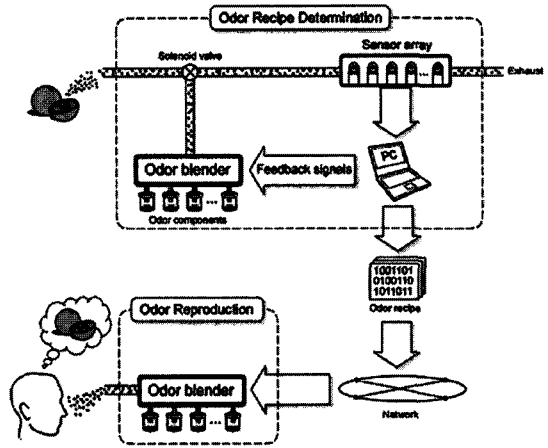 Odor Recipe Determination
Solenoid valve
Sensor array
...
Exhaust
PC
Odor blender
Feedback signals
...
Odor components
1001101
0100110
1011011
Odor recipe
Odor Reproduction
Odor blender
...
Network